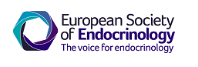 European Society
of Endocrinology
The voice for endocrinology